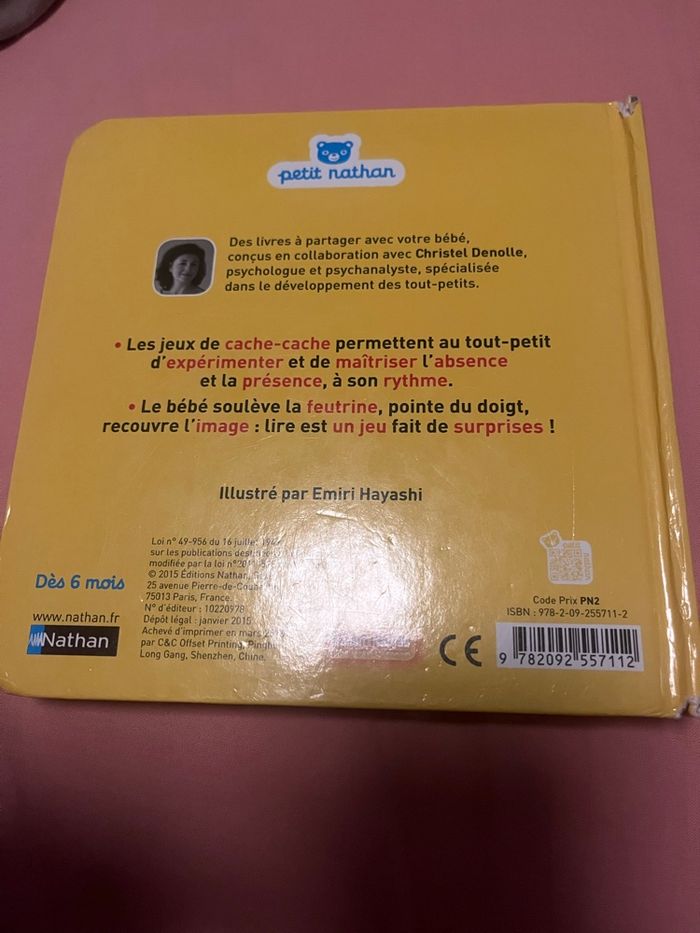 petit nathan
Des livres à partager avec votre bébé,
conçus en collaboration avec Christel Denolle,
psychologue et psychanalyste, spécialisée
dans le développement des tout-petits.
• Les jeux de cache-cache permettent au tout-petit
d'expérimenter et de maîtriser l'absence
et la présence, à son rythme.
• Le bébé soulève la feutrine, pointe du doigt,
recouvre l'image : lire est un jeu fait de surprises !
Illustré par Emiri Hayashi
Dès 6 mois
www.nathan.fr
Nathan
Loi n° 49-956 du 16 juillet
sur les publications
modifiée par la loi
© 2015 Éditions Nathan,
25 avenue
75013 Paris, France.
N° d'éditeur : 10220978
Dépôt légal : janvier 2015
Achevé d'imprimer en mars
par C&C Offset Printing,
Long Gang, Shenzhen, Chine.
CE
Code Prix PN2
ISBN : 978-2-09-255711-2
9 782092 557112